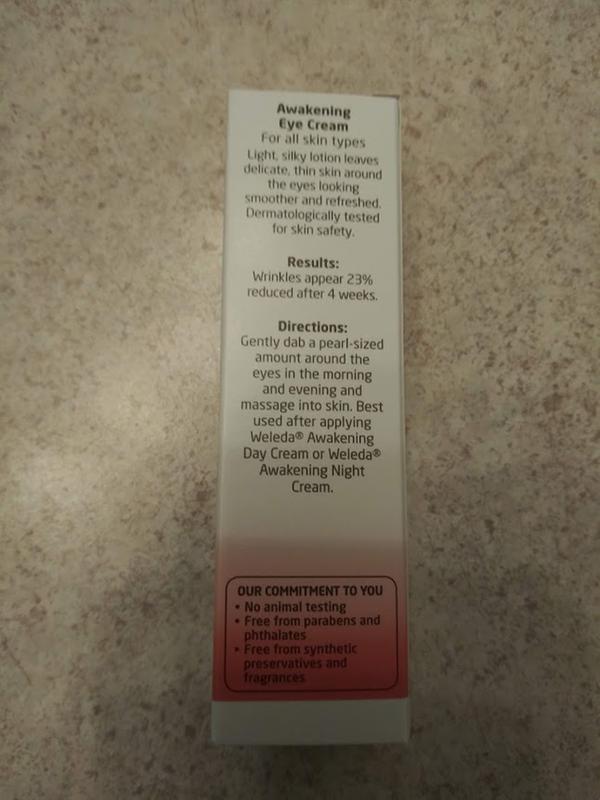 Awakening
Eye Cream
For all skin types
Light, silky lotion leaves
delicate, thin skin around
the eyes looking
smoother and refreshed.
Dermatologically tested
for skin safety.
Results:
Wrinkles appear 23%
reduced after 4 weeks.
Directions:
Gently dab a pearl-sized
amount around the
eyes in the morning
and evening and
massage into skin. Best
used after applying
Weleda® Awakening
Day Cream or Weleda®
Awakening Night
Cream.
OUR COMMITMENT TO YOU
• No animal testing
• Free from parabens and
phthalates
• Free from synthetic
preservatives and
fragrances